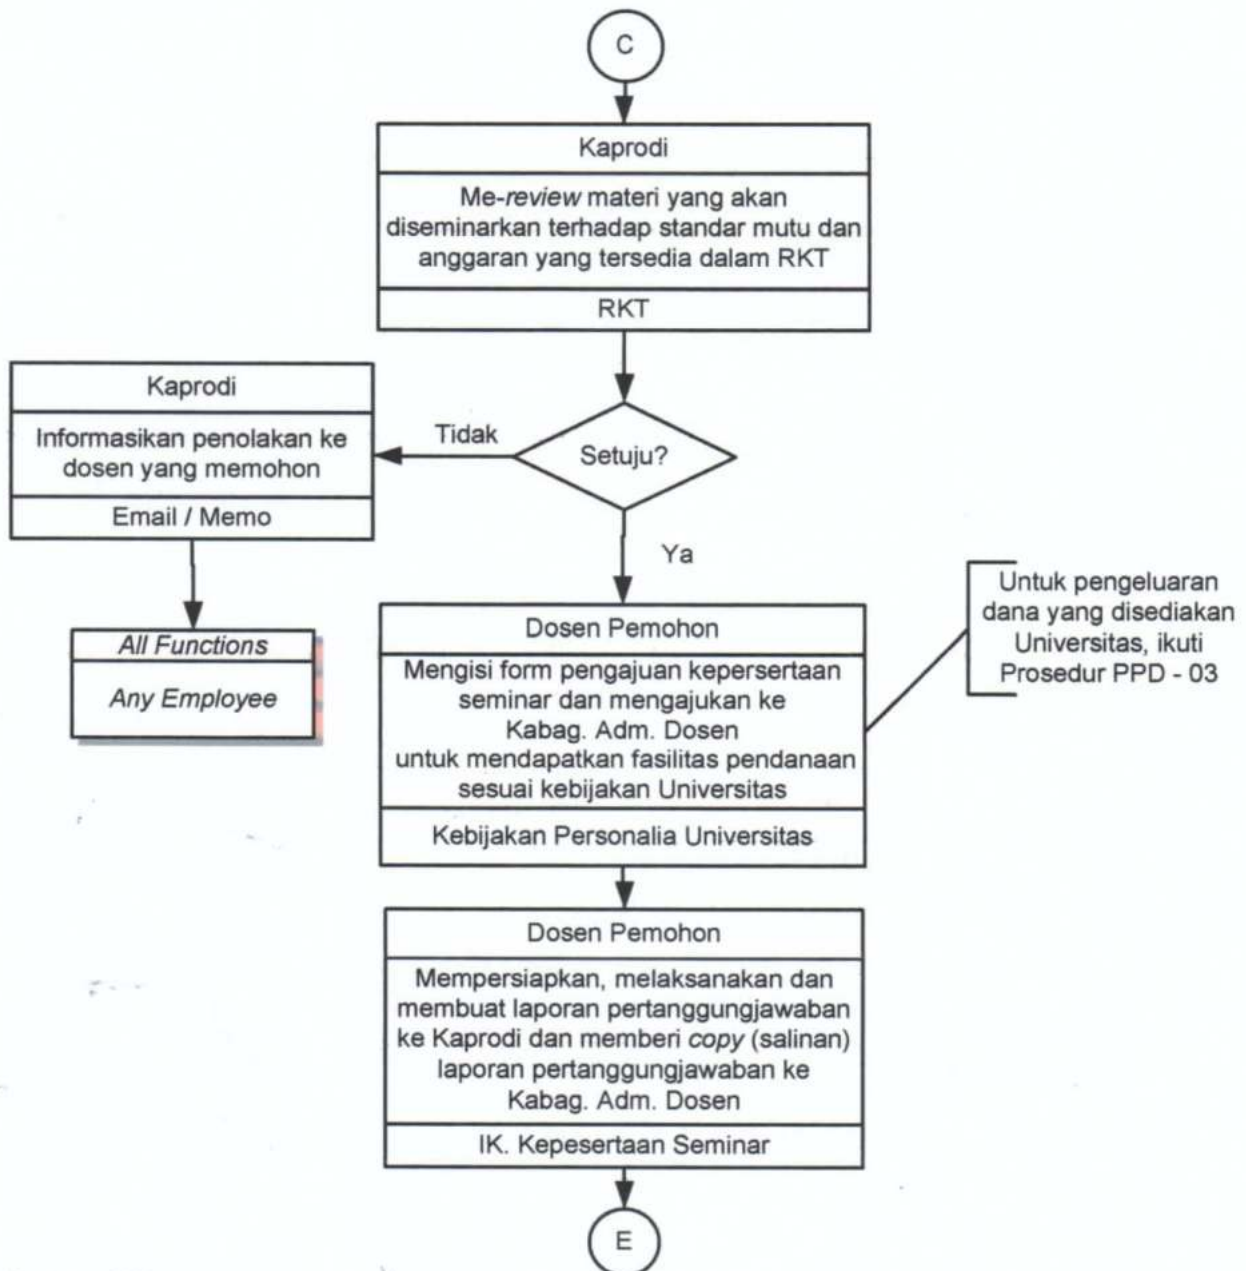 C
Kaprodi
Me-review materi yang akan
diseminarkan terhadap standar mutu dan
anggaran yang tersedia dalam RKT
RKT
Kaprodi
Informasikan penolakan ke
dosen yang memohon
Email / Memo
Tidak
Setuju?
Ya
All Functions
Any Employee
Dosen Pemohon
Mengisi form pengajuan kepersertaan
seminar dan mengajukan ke
Kabag. Adm. Dosen
untuk mendapatkan fasilitas pendanaan
sesuai kebijakan Universitas
Kebijakan Personalia Universitas
Untuk pengeluaran
dana yang disediakan
Universitas, ikuti
Prosedur PPD - 03
Dosen Pemohon
Mempersiapkan, melaksanakan dan
membuat laporan pertanggungjawaban
ke Kaprodi dan memberi copy (salinan)
laporan pertanggungjawaban ke
Kabag. Adm. Dosen
IK. Kepesertaan Seminar
E